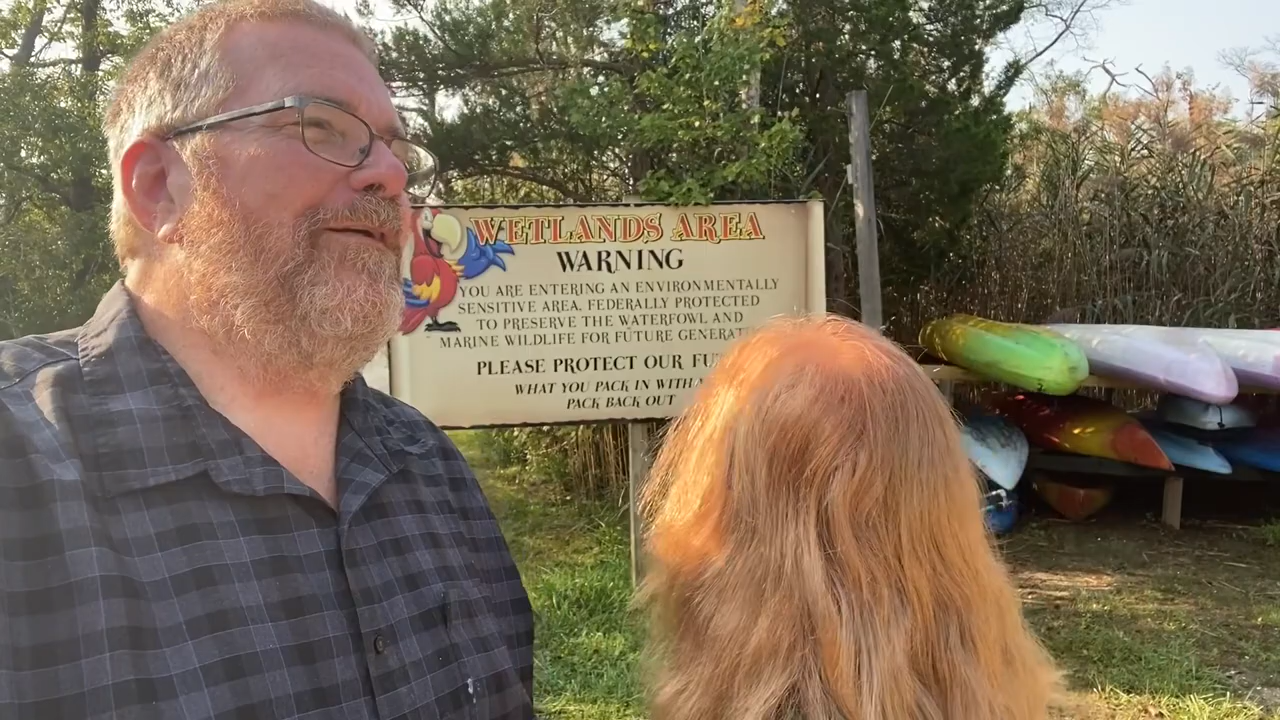 WETLANDS AREA
WARNING
YOU ARE ENTERING AN ENVIRONMENTALLY
SENSITIVE AREA, FEDERALLY PROTECTED
TO PRESERVE THE WATERFOWL AND
MARINE WILDLIFE FOR FUTURE
PLEASE PROTECT OUR
WHAT YOU PACK IN
PACK BACK OUT